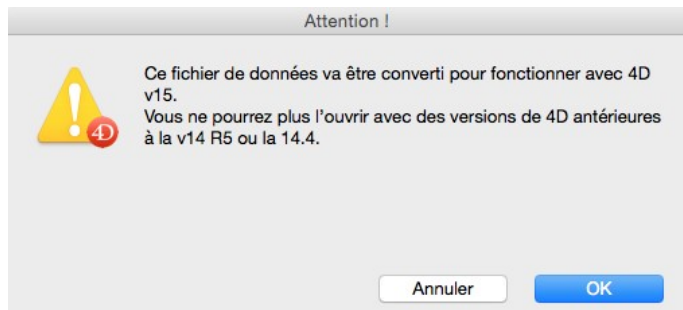 Attention !
Ce fichier de données va être converti pour fonctionner avec 4D
v15.
Vous ne pourrez plus l’ouvrir avec des versions de 4D antérieures
à la v14 R5 ou la 14.4.
4D
Annuler
OK